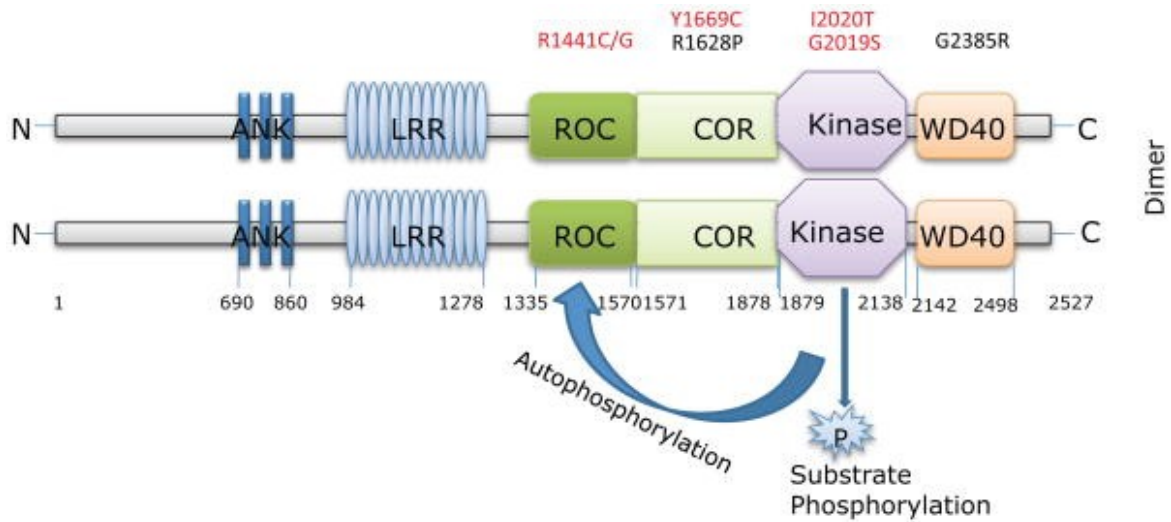 Y1669C I2020T
R1441C/G R1628P G2019S G2385R
N ANK LRR ROC COR Kinase WD40 C
Dimer
N ANK LRR ROC COR Kinase WD40 C
1 690 860 984 1278 1335 1570 1571 1878 1879 2138 2142 2498 2527
Autophosphorylation
P
Substrate
Phosphorylation